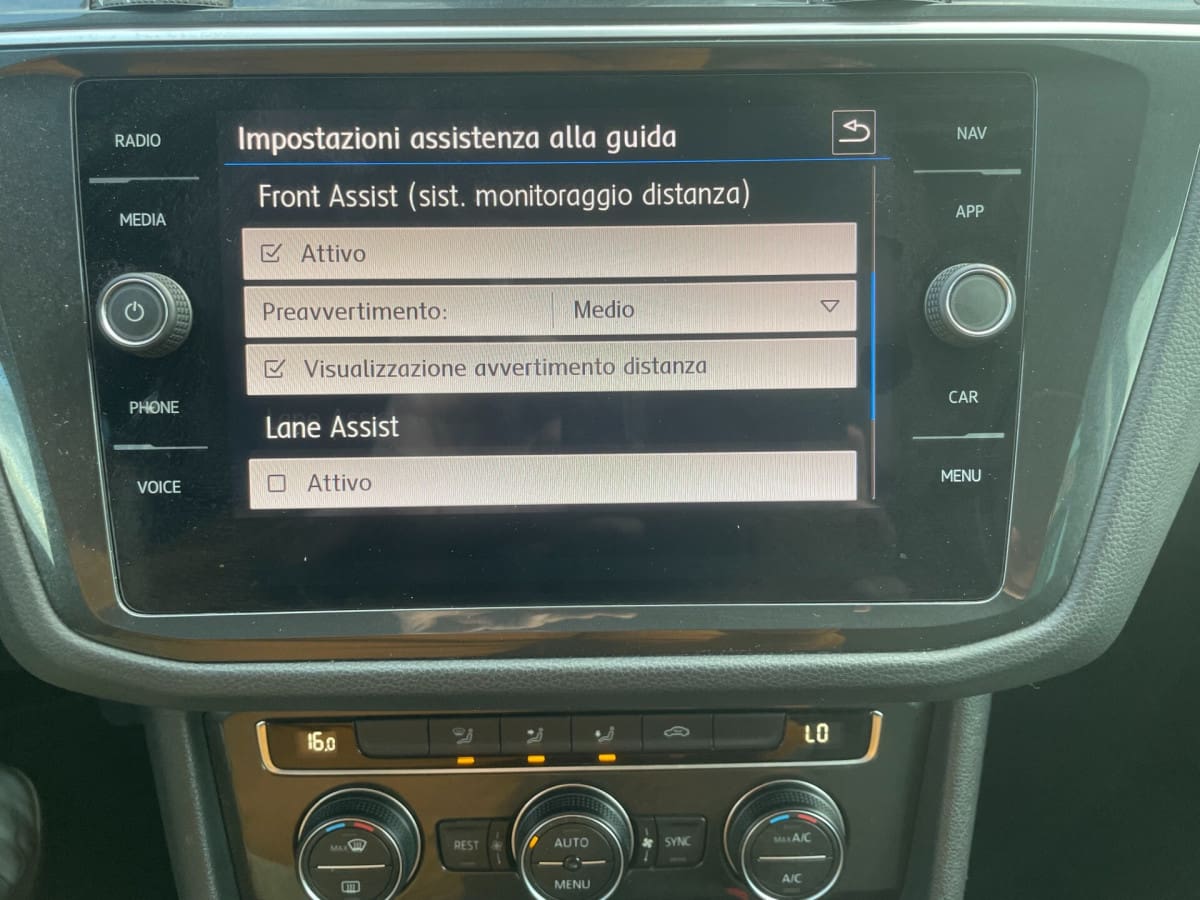 RADIO
MEDIA
PHONE
VOICE
Impostazioni assistenza alla guida
Front Assist (sist. monitoraggio distanza)
Attivo
Preavvertimento: Medio
Visualizzazione avvertimento distanza
Lane Assist
Attivo
NAV
APP
CAR
MENU
16.0
LO
MAX
REST
AUTO
MENU
SYNC
MAX A/C
A/C